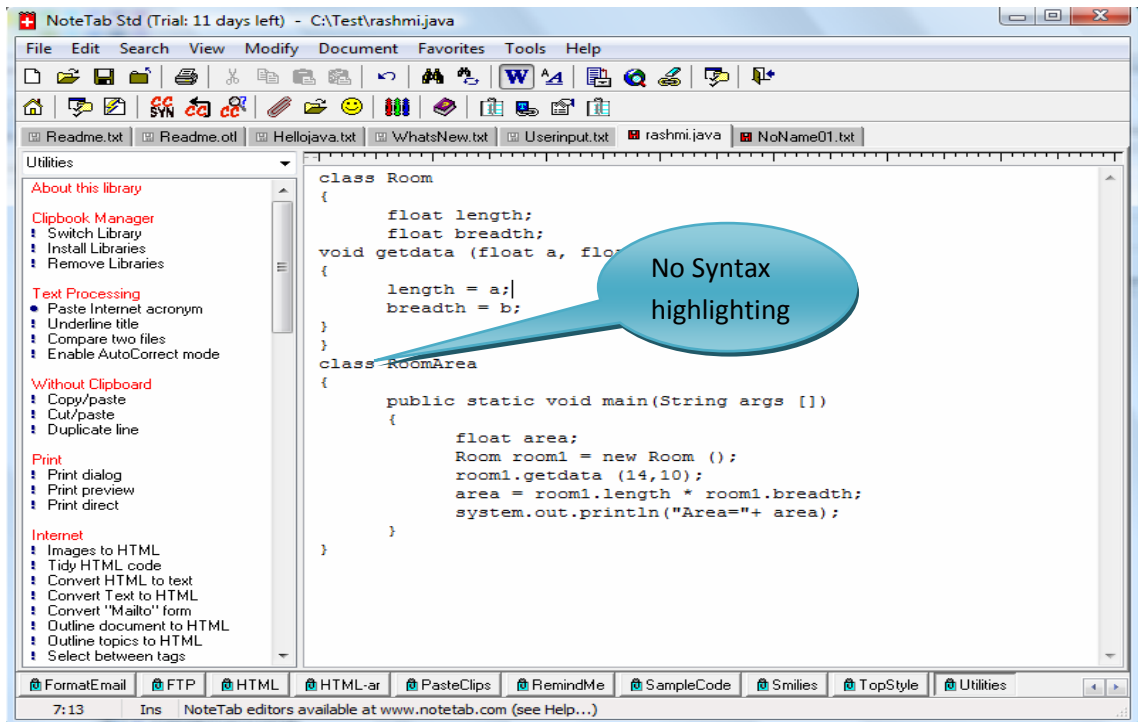 NoteTab Std (Trial: 11 days left) - C:\Test\rashmi.java
File Edit Search View Modify Document Favorites Tools Help
Readme.txt Readme.otl Hellojava.txt WhatsNew.txt Userinput.txt rashmi.java NoName01.txt
Utilities
About this library
Clipbook Manager
Switch Library
Install Libraries
Remove Libraries
Text Processing
Paste Internet acronym
Underline title
Compare two files
Enable AutoCorrect mode
Without Clipboard
Copy/paste
Cut/paste
Duplicate line
Print
Print dialog
Print preview
Print direct
Internet
Images to HTML
Tidy HTML code
Convert HTML to text
Convert Text to HTML
Convert "Mailto" form
Outline document to HTML
Outline topics to HTML
Select between tags
class Room
{
float length;
float breadth;
void getdata (float a,
{
length = a;
breadth = b;
}
}
class RoomArea
{
public static void main(String args [])
{
float area;
Room room1 = new Room ();
room1.getdata (14,10);
area = room1.length * room1.breadth;
system.out.println("Area="+ area);
}
}
No Syntax
highlighting
FormatEmail FTP HTML HTML-ar PasteClips RemindMe SampleCode Smilies TopStyle Utilities
7:13 Ins NoteTab editors available at www.notetab.com (see Help...)